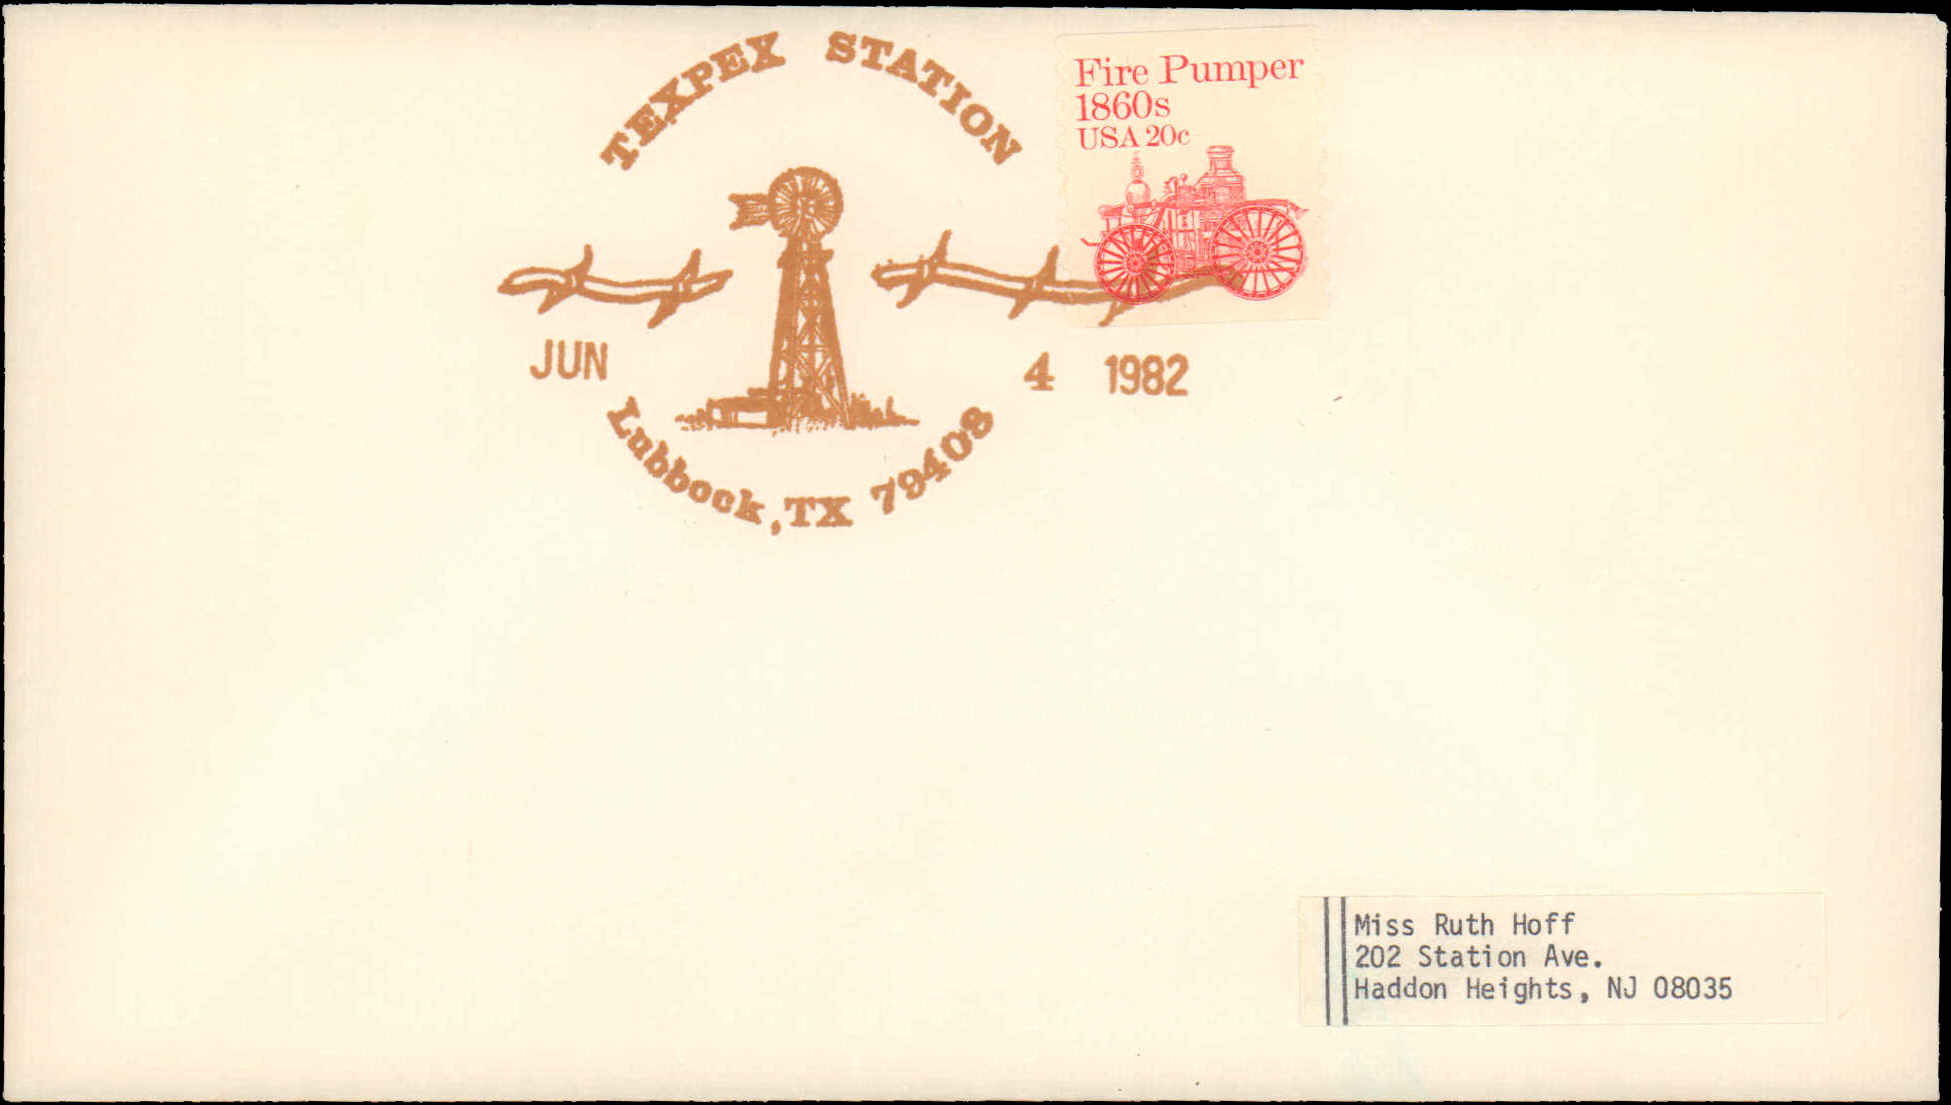 TEXPEX STATION
JUN 4 1982
Lubbock, TX 79408
Fire Pumper
1860s
USA 20c
Miss Ruth Hoff
202 Station Ave.
Haddon Heights, NJ 08035